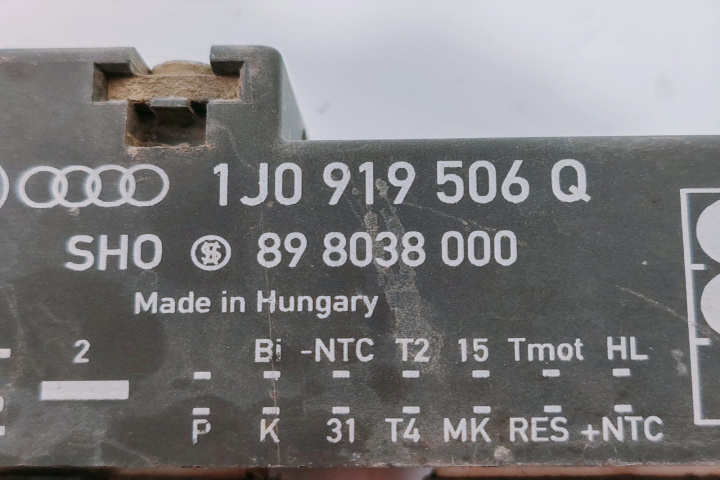 1J0 919 506 Q
SHO 89 8038 000
Made in Hungary
2 Bi -NTC T2 15 Tmot HL
P K 31 T4 MK RES +NTC